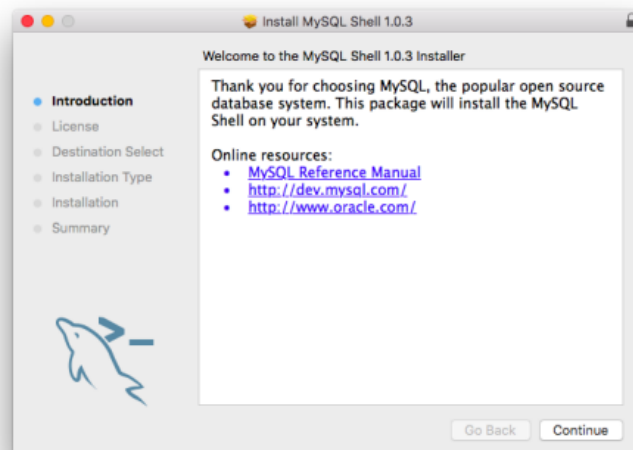 Install MySQL Shell 1.0.3
Welcome to the MySQL Shell 1.0.3 Installer
Introduction
License
Destination Select
Installation Type
Installation
Summary
Thank you for choosing MySQL, the popular open source
database system. This package will install the MySQL
Shell on your system.
Online resources:
• MySQL Reference Manual
• http://dev.mysql.com/
• http://www.oracle.com/
Go Back
Continue